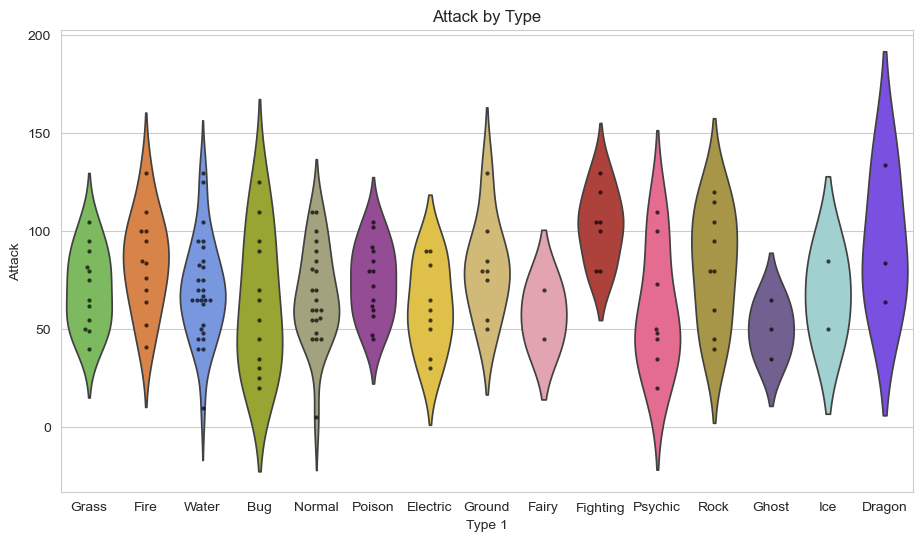 Attack by Type
200
150
100
50
0
Attack
Grass Fire Water Bug Normal Poison Electric Ground Fairy Fighting Psychic Rock Ghost Ice Dragon
Type 1